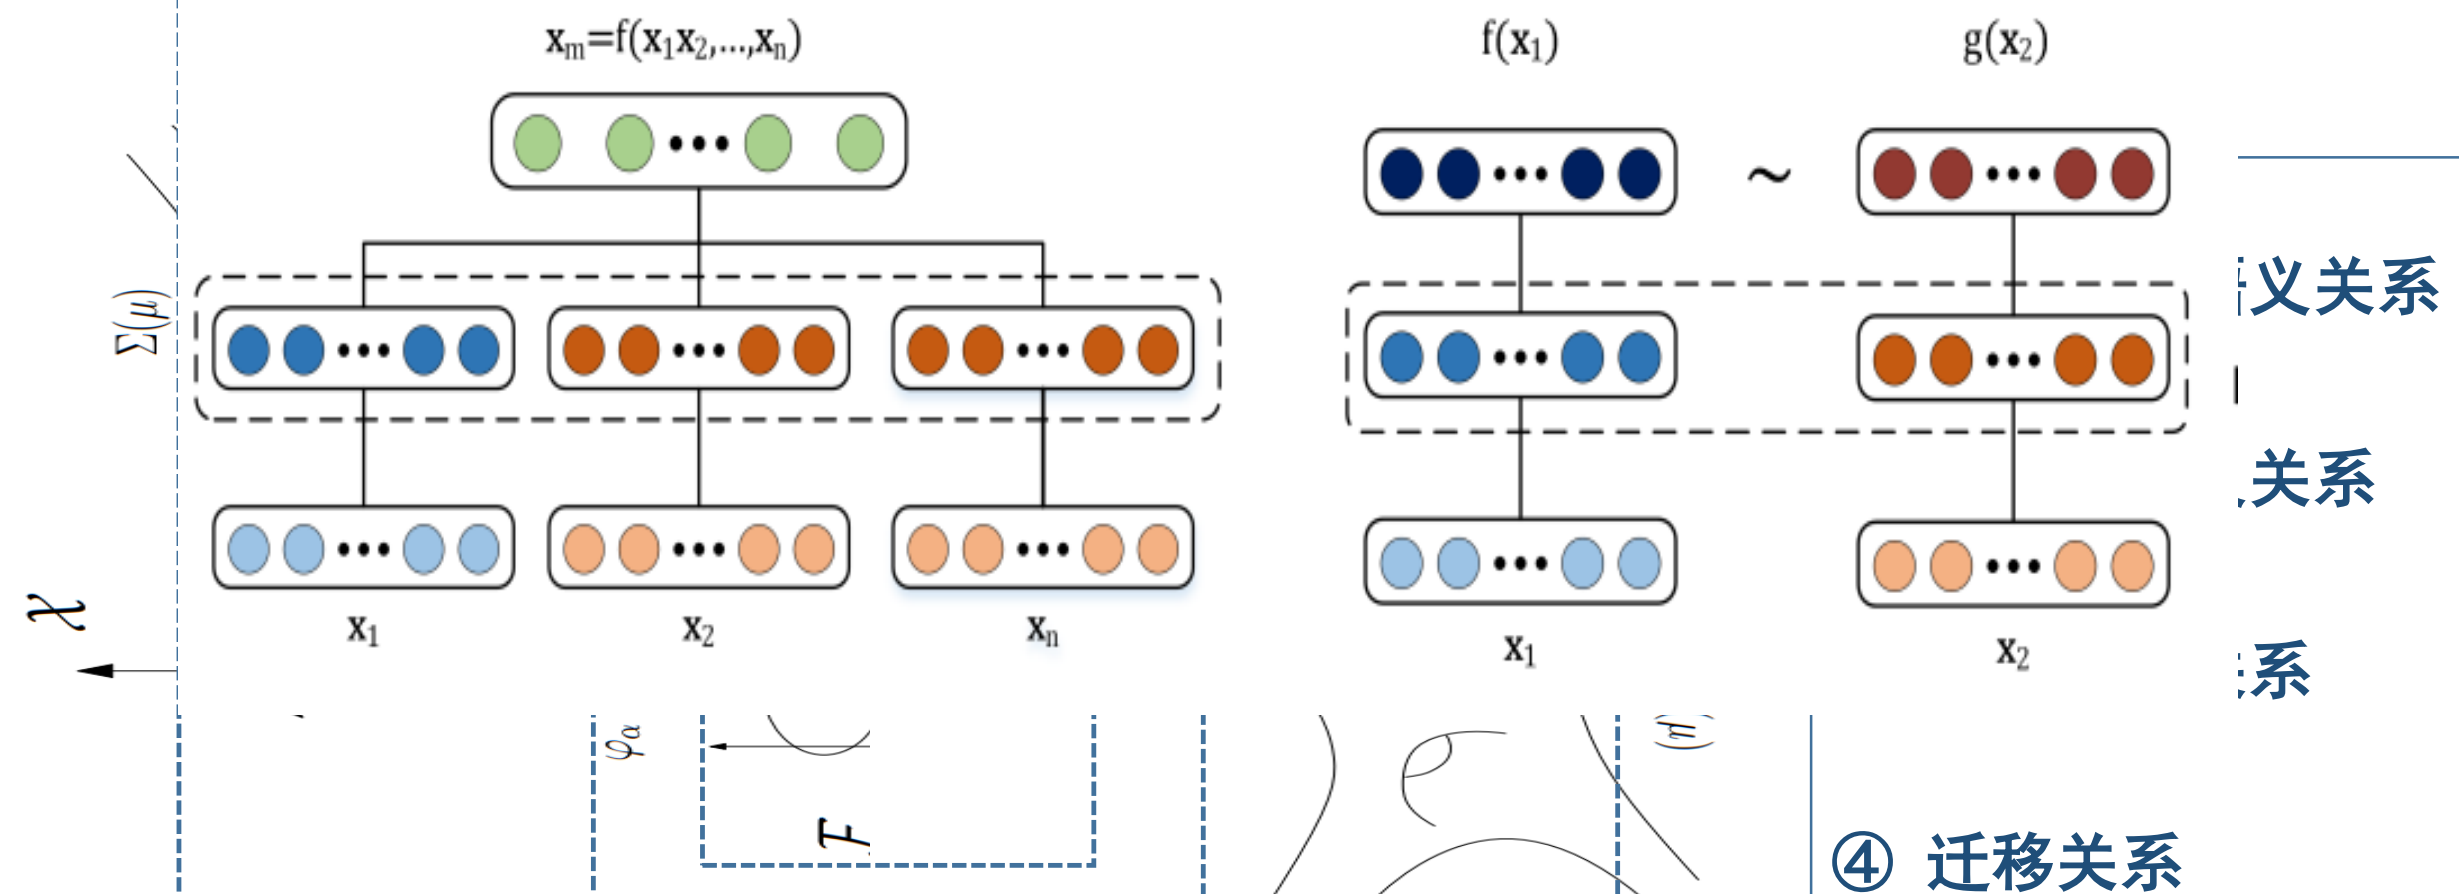 xm=f(x1x2,...,xn)
f(x1)
g(x2)
~
Σ(μ)
义关系
关系
x1
x2
xn
x1
x2
χ
系
φα
(μ)
F
④ 迁移关系